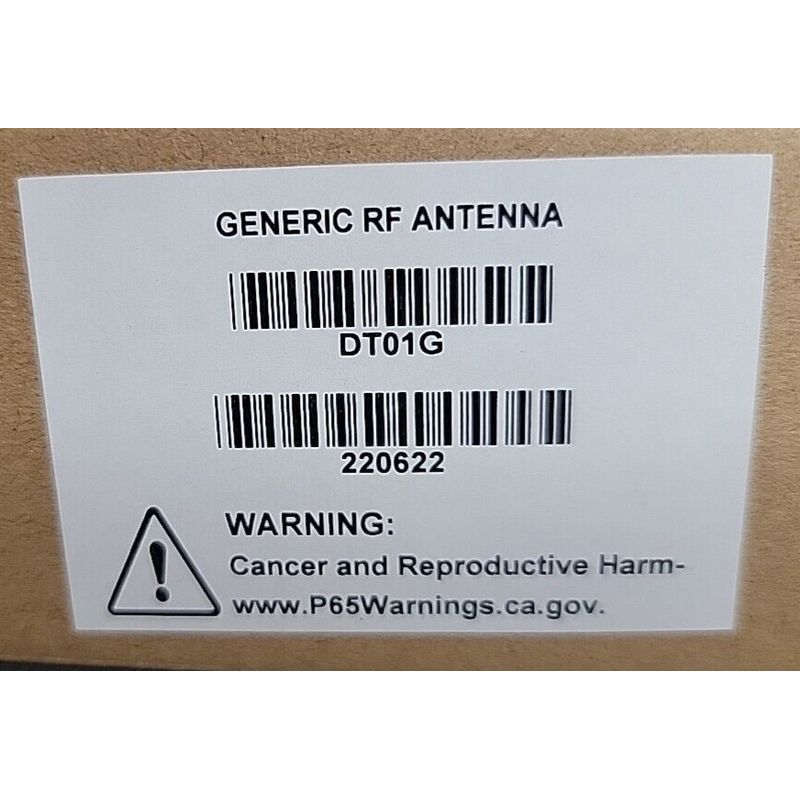 GENERIC RF ANTENNA
DT01G
220622
WARNING:
Cancer and Reproductive Harm-
www.P65Warnings.ca.gov.